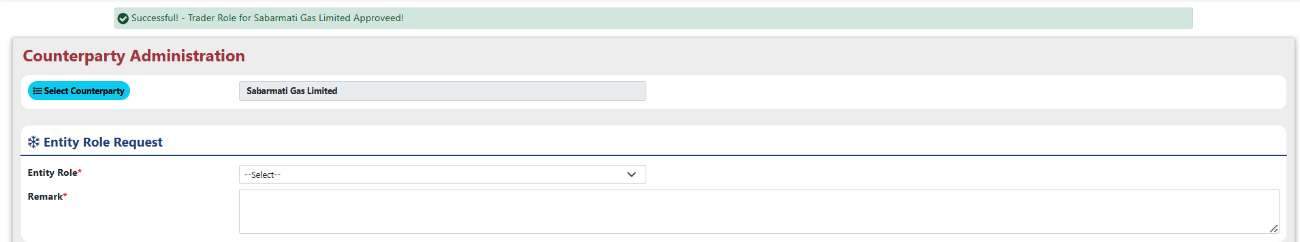 Successful! - Trader Role for Sabarmati Gas Limited Approveed!
Counterparty Administration
Select Counterparty
Sabarmati Gas Limited
Entity Role Request
Entity Role*
--Select--
Remark*